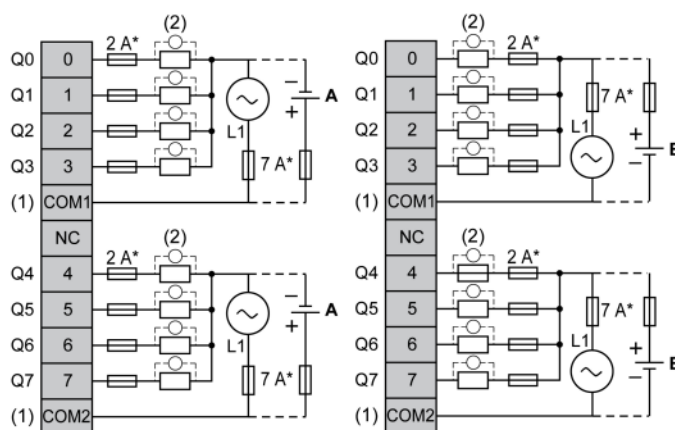 (2) (2)
Q0 0 2 A* Q0 0 2 A*
Q1 1 − Q1 1 7 A*
Q2 2 + A Q2 2 L1 +
Q3 3 L1 7 A* Q3 3 −
(1) COM1 (1) COM1
NC NC
(2) (2)
Q4 4 2 A* Q4 4 2 A*
Q5 5 − Q5 5 7 A*
Q6 6 + A Q6 6 L1 +
Q7 7 L1 7 A* Q7 7 −
(1) COM2 (1) COM2